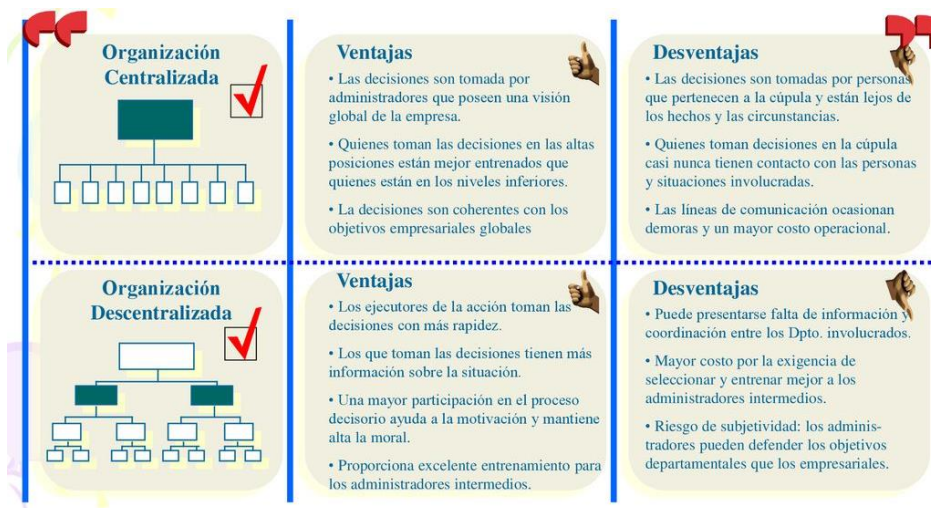 Organización
Centralizada
Ventajas
• Las decisiones son tomada por
administradores que poseen una visión
global de la empresa.
• Quienes toman las decisiones en las altas
posiciones están mejor entrenados que
quienes están en los niveles inferiores.
• La decisiones son coherentes con los
objetivos empresariales globales
Desventajas
• Las decisiones son tomadas por personas
que pertenecen a la cúpula y están lejos de
los hechos y las circunstancias.
• Quienes toman decisiones en la cúpula
casi nunca tienen contacto con las personas
y situaciones involucradas.
• Las líneas de comunicación ocasionan
demoras y un mayor costo operacional.
Organización
Descentralizada
Ventajas
• Los ejecutores de la acción toman las
decisiones con más rapidez.
• Los que toman las decisiones tienen más
información sobre la situación.
• Una mayor participación en el proceso
decisorio ayuda a la motivación y mantiene
alta la moral.
• Proporciona excelente entrenamiento para
los administradores intermedios.
Desventajas
• Puede presentarse falta de información y
coordinación entre los Dpto. involucrados.
• Mayor costo por la exigencia de
seleccionar y entrenar mejor a los
administradores intermedios.
• Riesgo de subjetividad: los adminis-
tradores pueden defender los objetivos
departamentales que los empresariales.